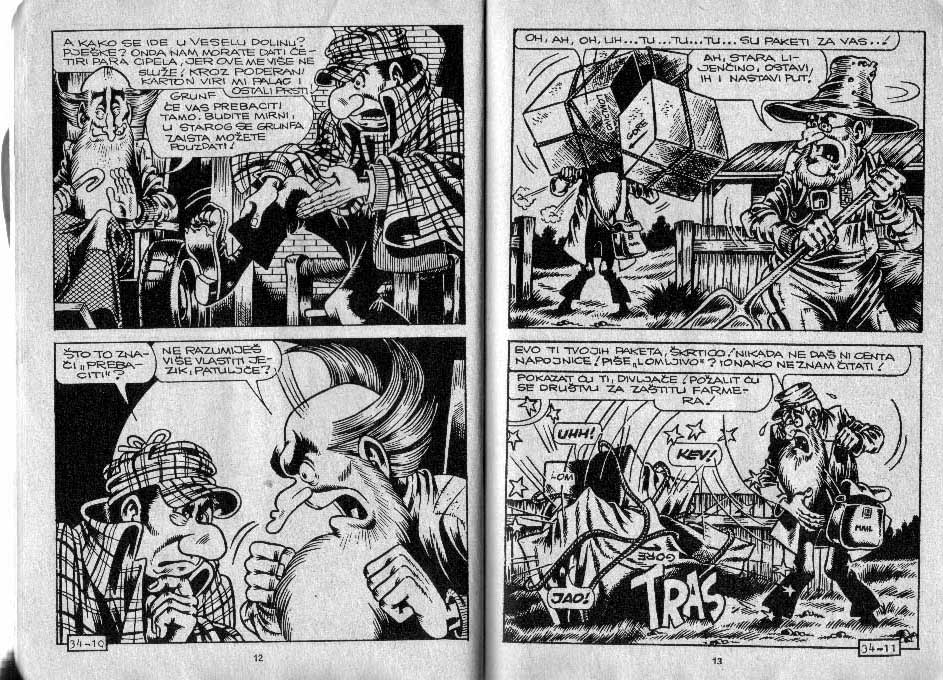 A KAKO SE IDE U VESELU DOLINU?
PJEŠKE? ONDA NAM MORATE DATI ČE-
TIRI PARA CIPELA, JER OVE ME VIŠE NE
SLUŽE! KROZ PODERANI
KARTON VIRI MI PALAC I
OSTALI PRSTI!
GRUNF
ĆE VAS PREBACITI
TAMO. BUDITE MIRNI,
U STAROG SE GRUNFA
ZAISTA MOŽETE
POUZDATI!
ŠTO TO ZNA-
ČI „PREBA-
CITI“?
NE RAZUMIJEŠ
VIŠE VLASTITI JE-
ZIK, PATULJČE?
34-10
12
OH, AH, OH, UH...TU...TU...TU... SU PAKETI ZA VAS...!
AH, STARA LI-
JENČINO, OSTAVI
IH I NASTAVI PUT!
GORE
EVO TI TVOJIH PAKETA, ŠKRTICO! NIKADA NE DAŠ NI CENTA
NAPOJNICE! PIŠE „LOMLJIVO“? IONAKO NE ZNAM ČITATI!
POKAZAT ĆU TI, DIVLJAČE! POŽALIT ĆU
SE DRUŠTVU ZA ZAŠTITU FARME-
RA!
UHH!
KEV!
LOM
GORE
MAIL
JAO!
TRAS
34-11
13